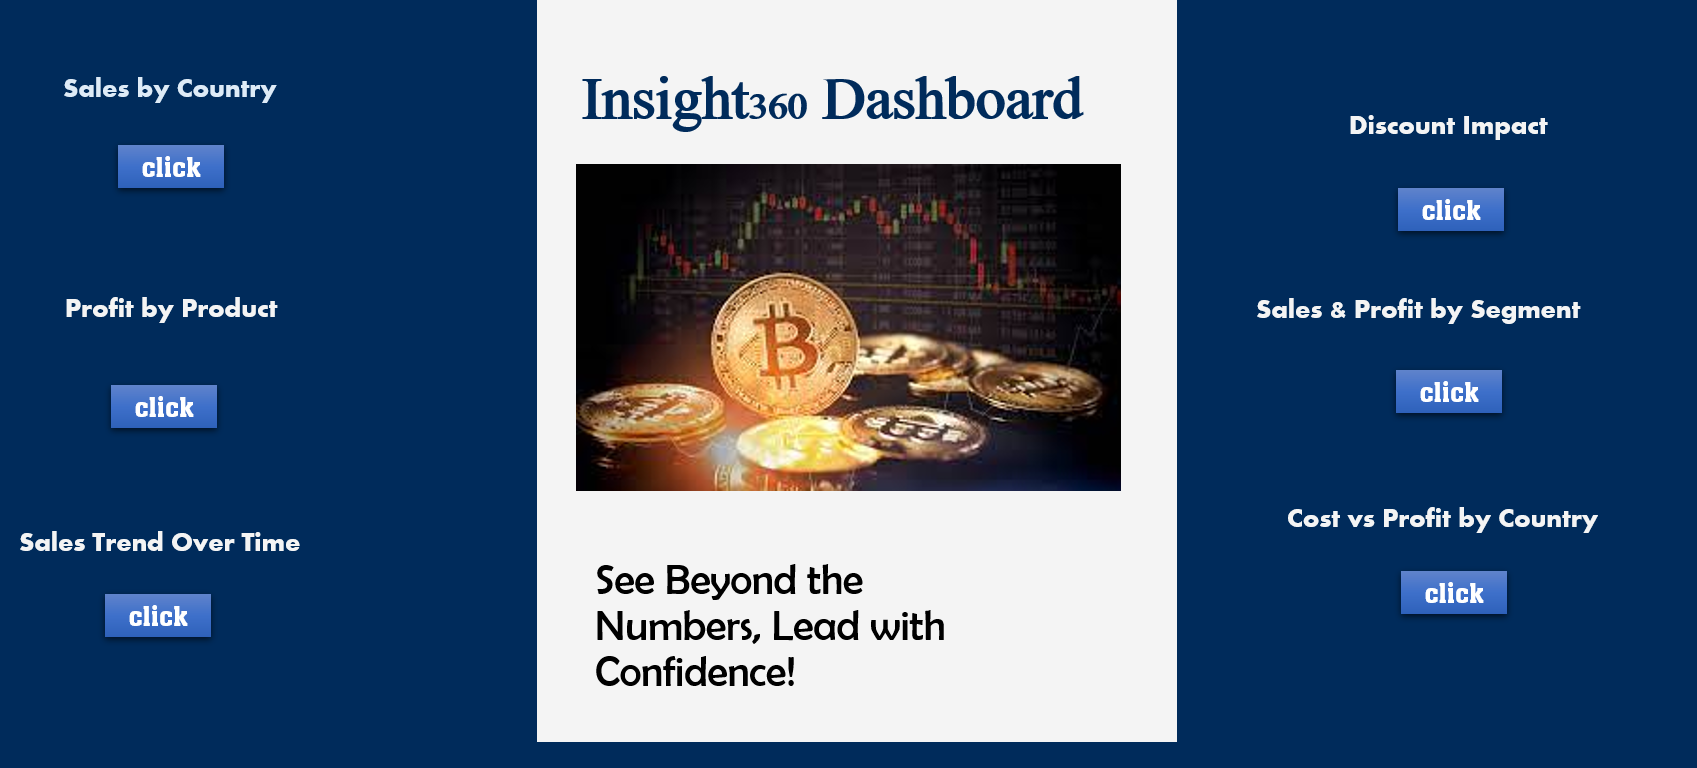 Sales by Country
click
Profit by Product
click
Sales Trend Over Time
click
Insight360 Dashboard
See Beyond the
Numbers, Lead with
Confidence!
Discount Impact
click
Sales & Profit by Segment
click
Cost vs Profit by Country
click